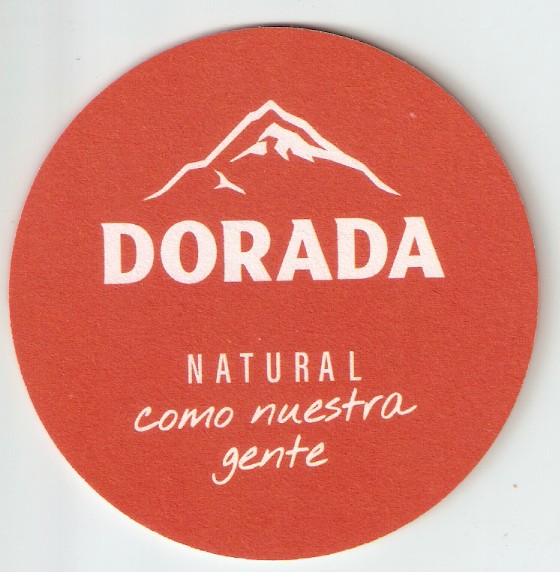 DORADA
NATURAL
como nuestra
gente